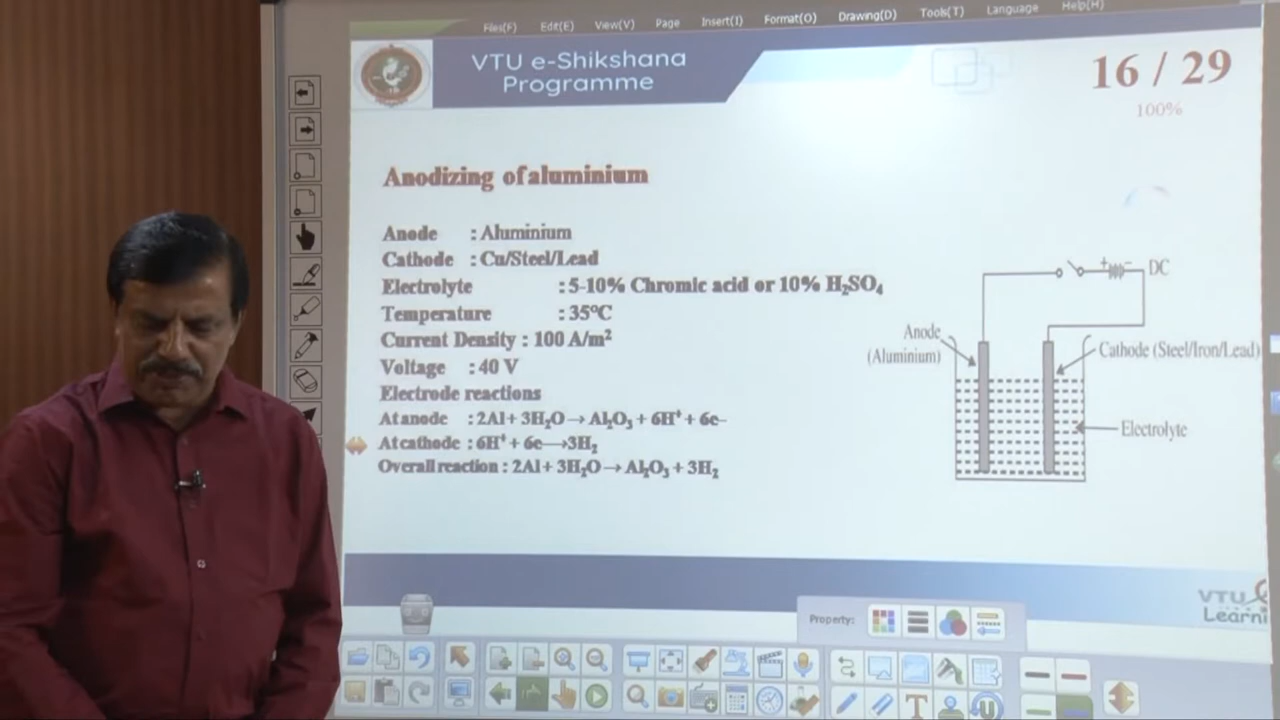 Files(F) Edit(E) View(V) Page Insert(I) Format(O) Drawing(D) Tools(T) Language Help(H)
VTU e-Shikshana
Programme
16 / 29
100%
Anodizing of aluminium
Anode : Aluminium
Cathode : Cu/Steel/Lead
Electrolyte : 5-10% Chromic acid or 10% H₂SO₄
Temperature : 35ºC
Current Density : 100 A/m²
Voltage : 40 V
Electrode reactions
At anode : 2Al + 3H₂O → Al₂O₃ + 6H⁺ + 6e-
At cathode : 6H⁺ + 6e → 3H₂
Overall reaction : 2Al + 3H₂O → Al₂O₃ + 3H₂
+ − DC
Anode
(Aluminium)
Cathode (Steel/Iron/Lead)
Electrolyte
VTU
Learni
Property: